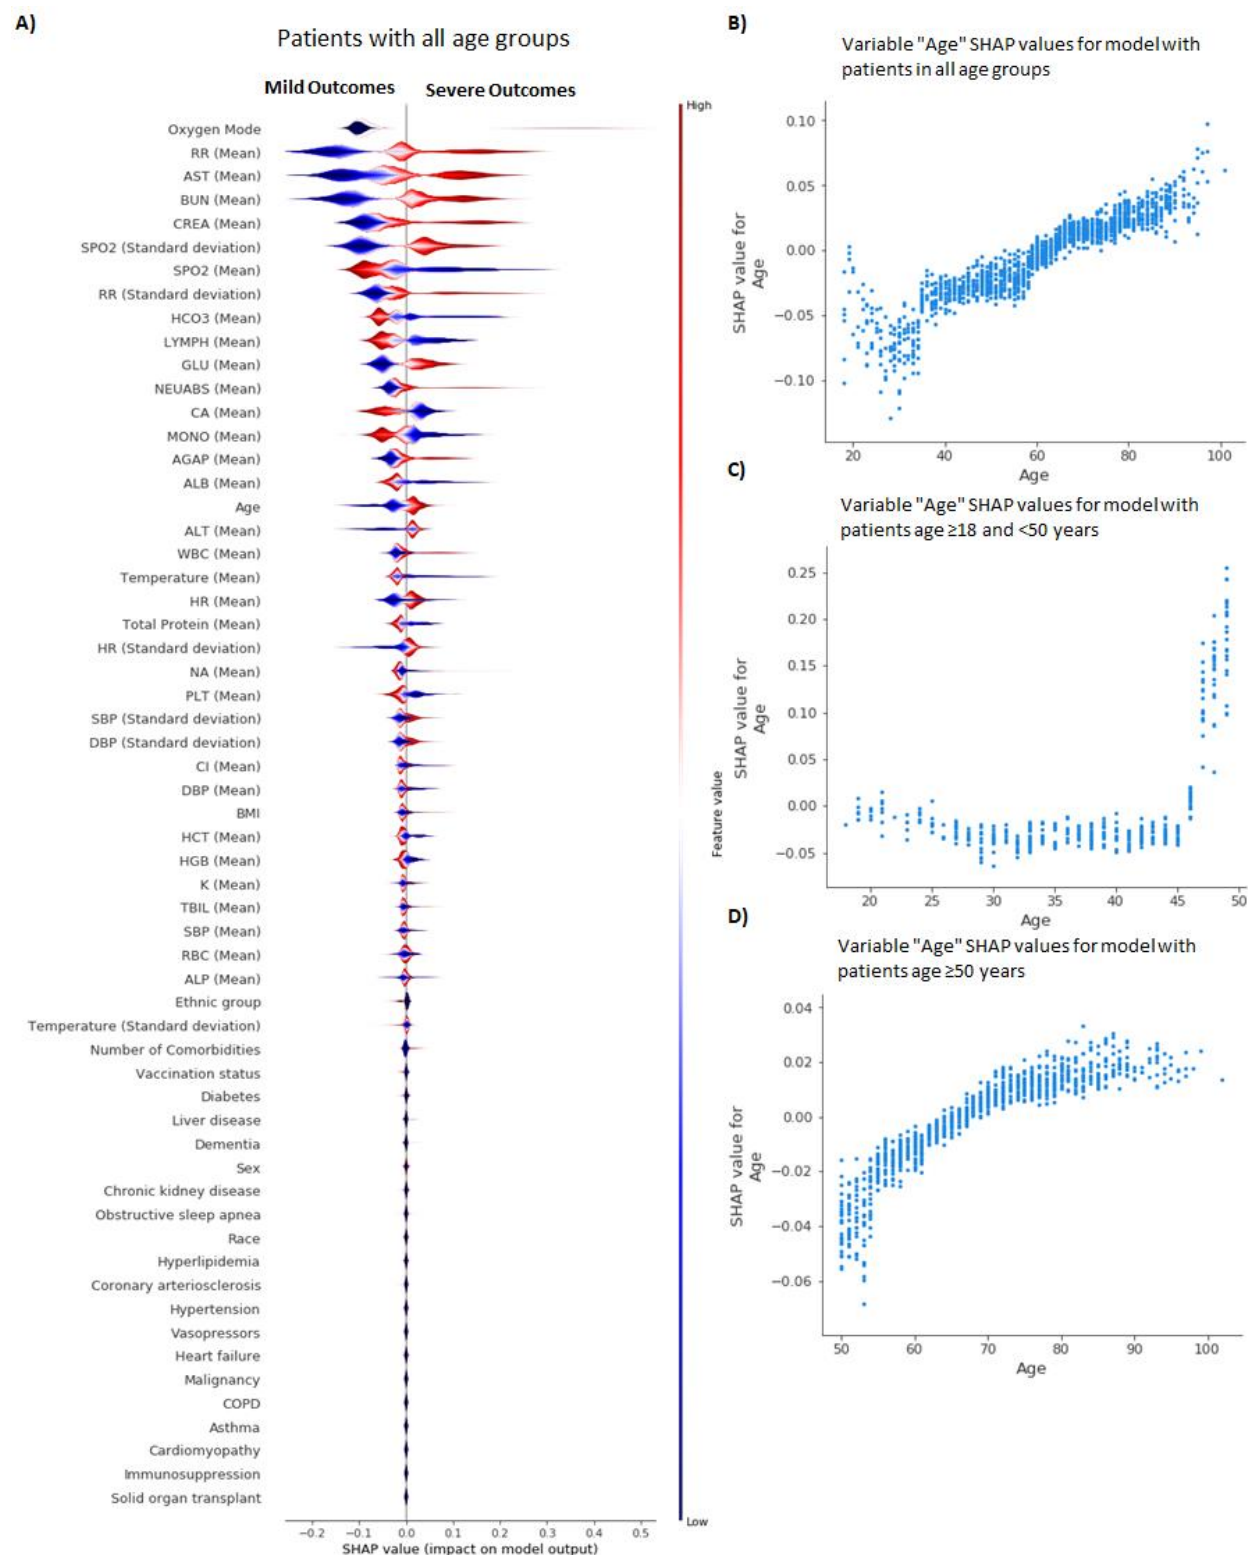 A)
Patients with all age groups
Mild Outcomes
Severe Outcomes
High
Oxygen Mode
RR (Mean)
AST (Mean)
BUN (Mean)
CREA (Mean)
SPO2 (Standard deviation)
SPO2 (Mean)
RR (Standard deviation)
HCO3 (Mean)
LYMPH (Mean)
GLU (Mean)
NEUABS (Mean)
CA (Mean)
MONO (Mean)
AGAP (Mean)
ALB (Mean)
Age
ALT (Mean)
WBC (Mean)
Temperature (Mean)
HR (Mean)
Total Protein (Mean)
HR (Standard deviation)
NA (Mean)
PLT (Mean)
SBP (Standard deviation)
DBP (Standard deviation)
Cl (Mean)
DBP (Mean)
BMI
HCT (Mean)
HGB (Mean)
K (Mean)
TBIL (Mean)
SBP (Mean)
RBC (Mean)
ALP (Mean)
Ethnic group
Temperature (Standard deviation)
Number of Comorbidities
Vaccination status
Diabetes
Liver disease
Dementia
Sex
Chronic kidney disease
Obstructive sleep apnea
Race
Hyperlipidemia
Coronary arteriosclerosis
Hypertension
Vasopressors
Heart failure
Malignancy
COPD
Asthma
Cardiomyopathy
Immunosuppression
Solid organ transplant
−0.2 −0.1 0.0 0.1 0.2 0.3 0.4 0.5
SHAP value (impact on model output)
Feature value
Low
B)
Variable "Age" SHAP values for model with
patients in all age groups
0.10
0.05
0.00
−0.05
−0.10
SHAP value for
Age
20 40 60 80 100
Age
C)
Variable "Age" SHAP values for model with
patients age ≥18 and <50 years
0.25
0.20
0.15
0.10
0.05
0.00
−0.05
SHAP value for
Age
20 25 30 35 40 45 50
Age
D)
Variable "Age" SHAP values for model with
patients age ≥50 years
0.04
0.02
0.00
−0.02
−0.04
−0.06
SHAP value for
Age
50 60 70 80 90 100
Age